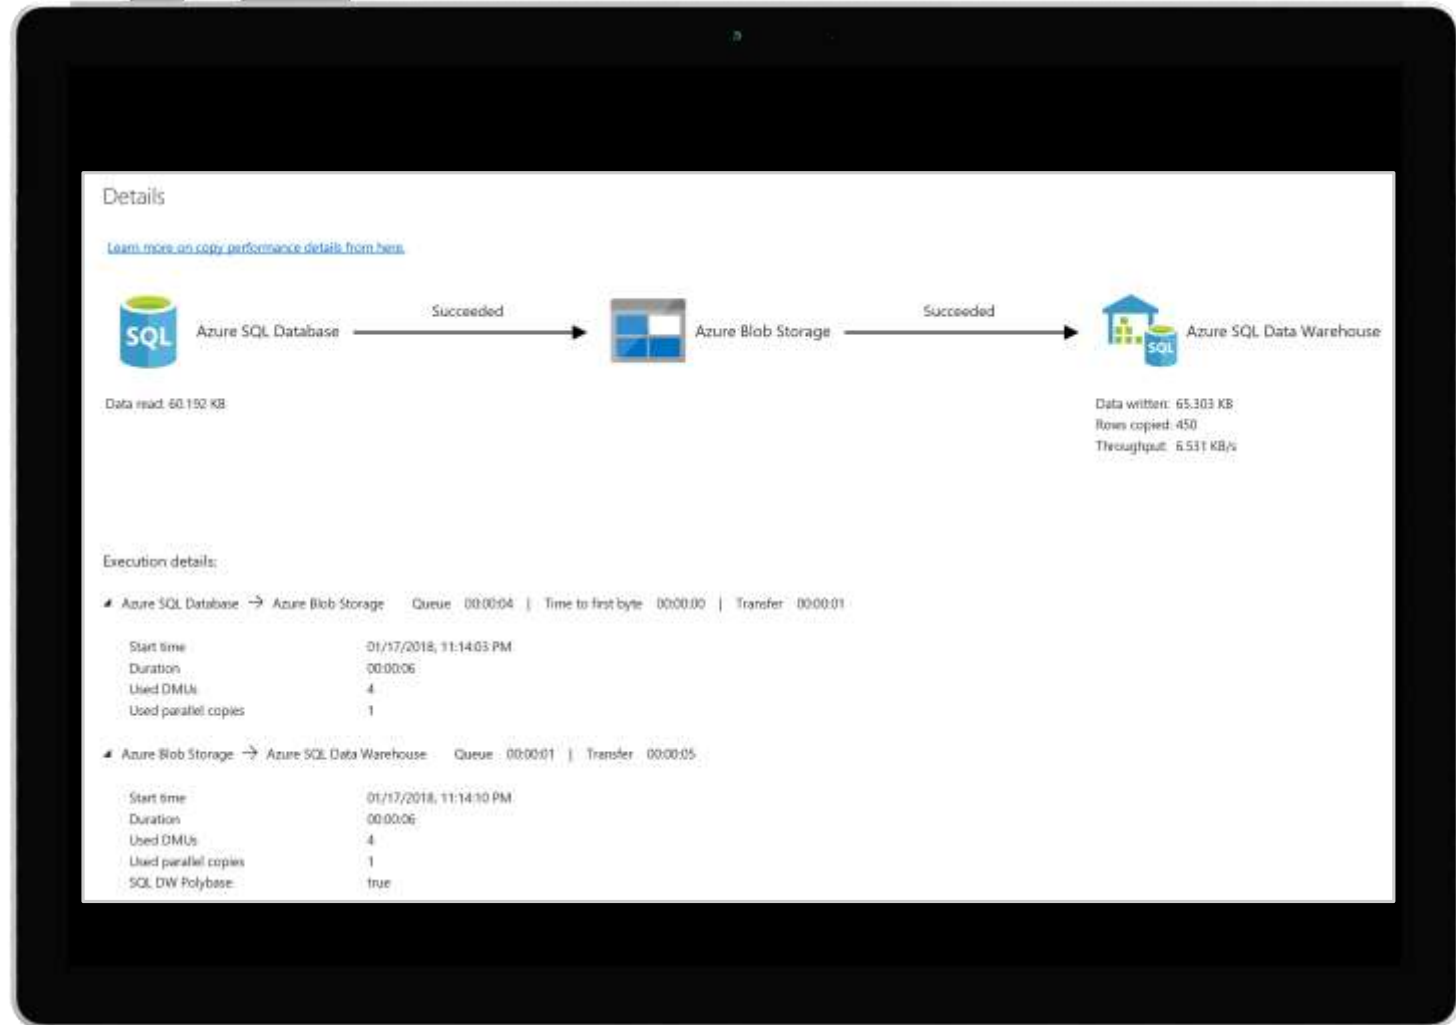 Details
Learn more on copy performance details from here.
Succeeded
Succeeded
SQL
Azure SQL Database
Azure Blob Storage
SQL
Azure SQL Data Warehouse
Data read: 60.192 KB
Data written: 65.303 KB
Rows copied: 450
Throughput: 6.531 KB/s
Execution details:
Azure SQL Database → Azure Blob Storage Queue 00:00:04 | Time to first byte 00:00:00 | Transfer 00:00:01
Start time 01/17/2018, 11:14:03 PM
Duration 00:00:06
Used DMUs 4
Used parallel copies 1
Azure Blob Storage → Azure SQL Data Warehouse Queue 00:00:01 | Transfer 00:00:05
Start time 01/17/2018, 11:14:10 PM
Duration 00:00:06
Used DMUs 4
Used parallel copies 1
SQL DW Polybase true